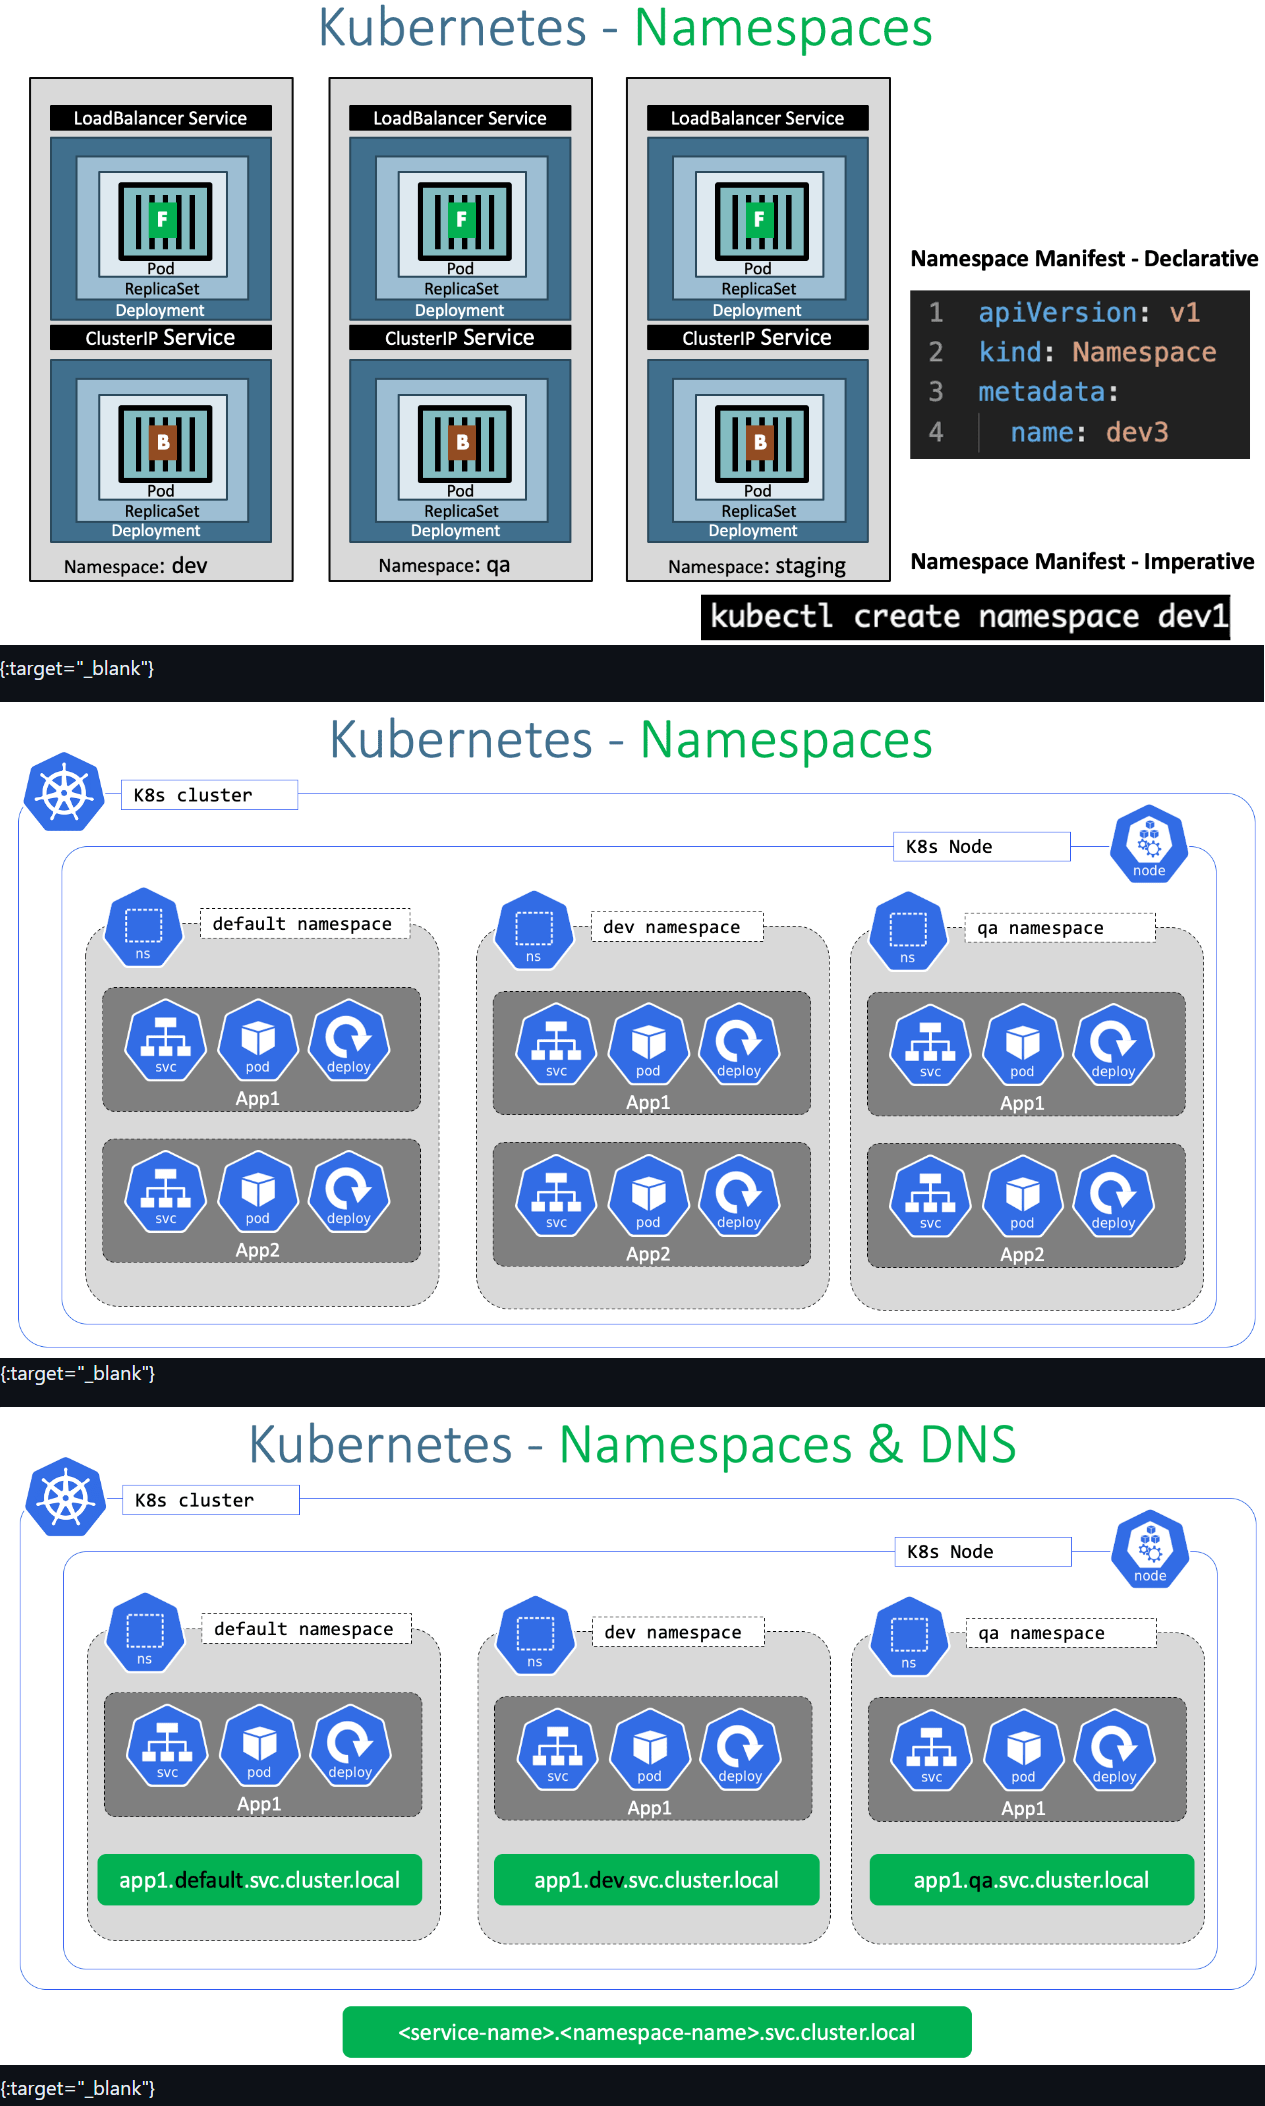 Kubernetes - Namespaces
LoadBalancer Service
F
Pod
ReplicaSet
Deployment
ClusterIP Service
B
Pod
ReplicaSet
Deployment
Namespace: dev
LoadBalancer Service
F
Pod
ReplicaSet
Deployment
ClusterIP Service
B
Pod
ReplicaSet
Deployment
Namespace: qa
LoadBalancer Service
F
Pod
ReplicaSet
Deployment
ClusterIP Service
B
Pod
ReplicaSet
Deployment
Namespace: staging
Namespace Manifest - Declarative
1 apiVersion: v1
2 kind: Namespace
3 metadata:
4 name: dev3
Namespace Manifest - Imperative
kubectl create namespace dev1
{:target="_blank"}
Kubernetes - Namespaces
K8s cluster
K8s Node
node
ns
default namespace
svc pod deploy
App1
svc pod deploy
App2
ns
dev namespace
svc pod deploy
App1
svc pod deploy
App2
ns
qa namespace
svc pod deploy
App1
svc pod deploy
App2
{:target="_blank"}
Kubernetes - Namespaces & DNS
K8s cluster
K8s Node
node
ns
default namespace
svc pod deploy
App1
app1.default.svc.cluster.local
ns
dev namespace
svc pod deploy
App1
app1.dev.svc.cluster.local
ns
qa namespace
svc pod deploy
App1
app1.qa.svc.cluster.local
<service-name>.<namespace-name>.svc.cluster.local
{:target="_blank"}